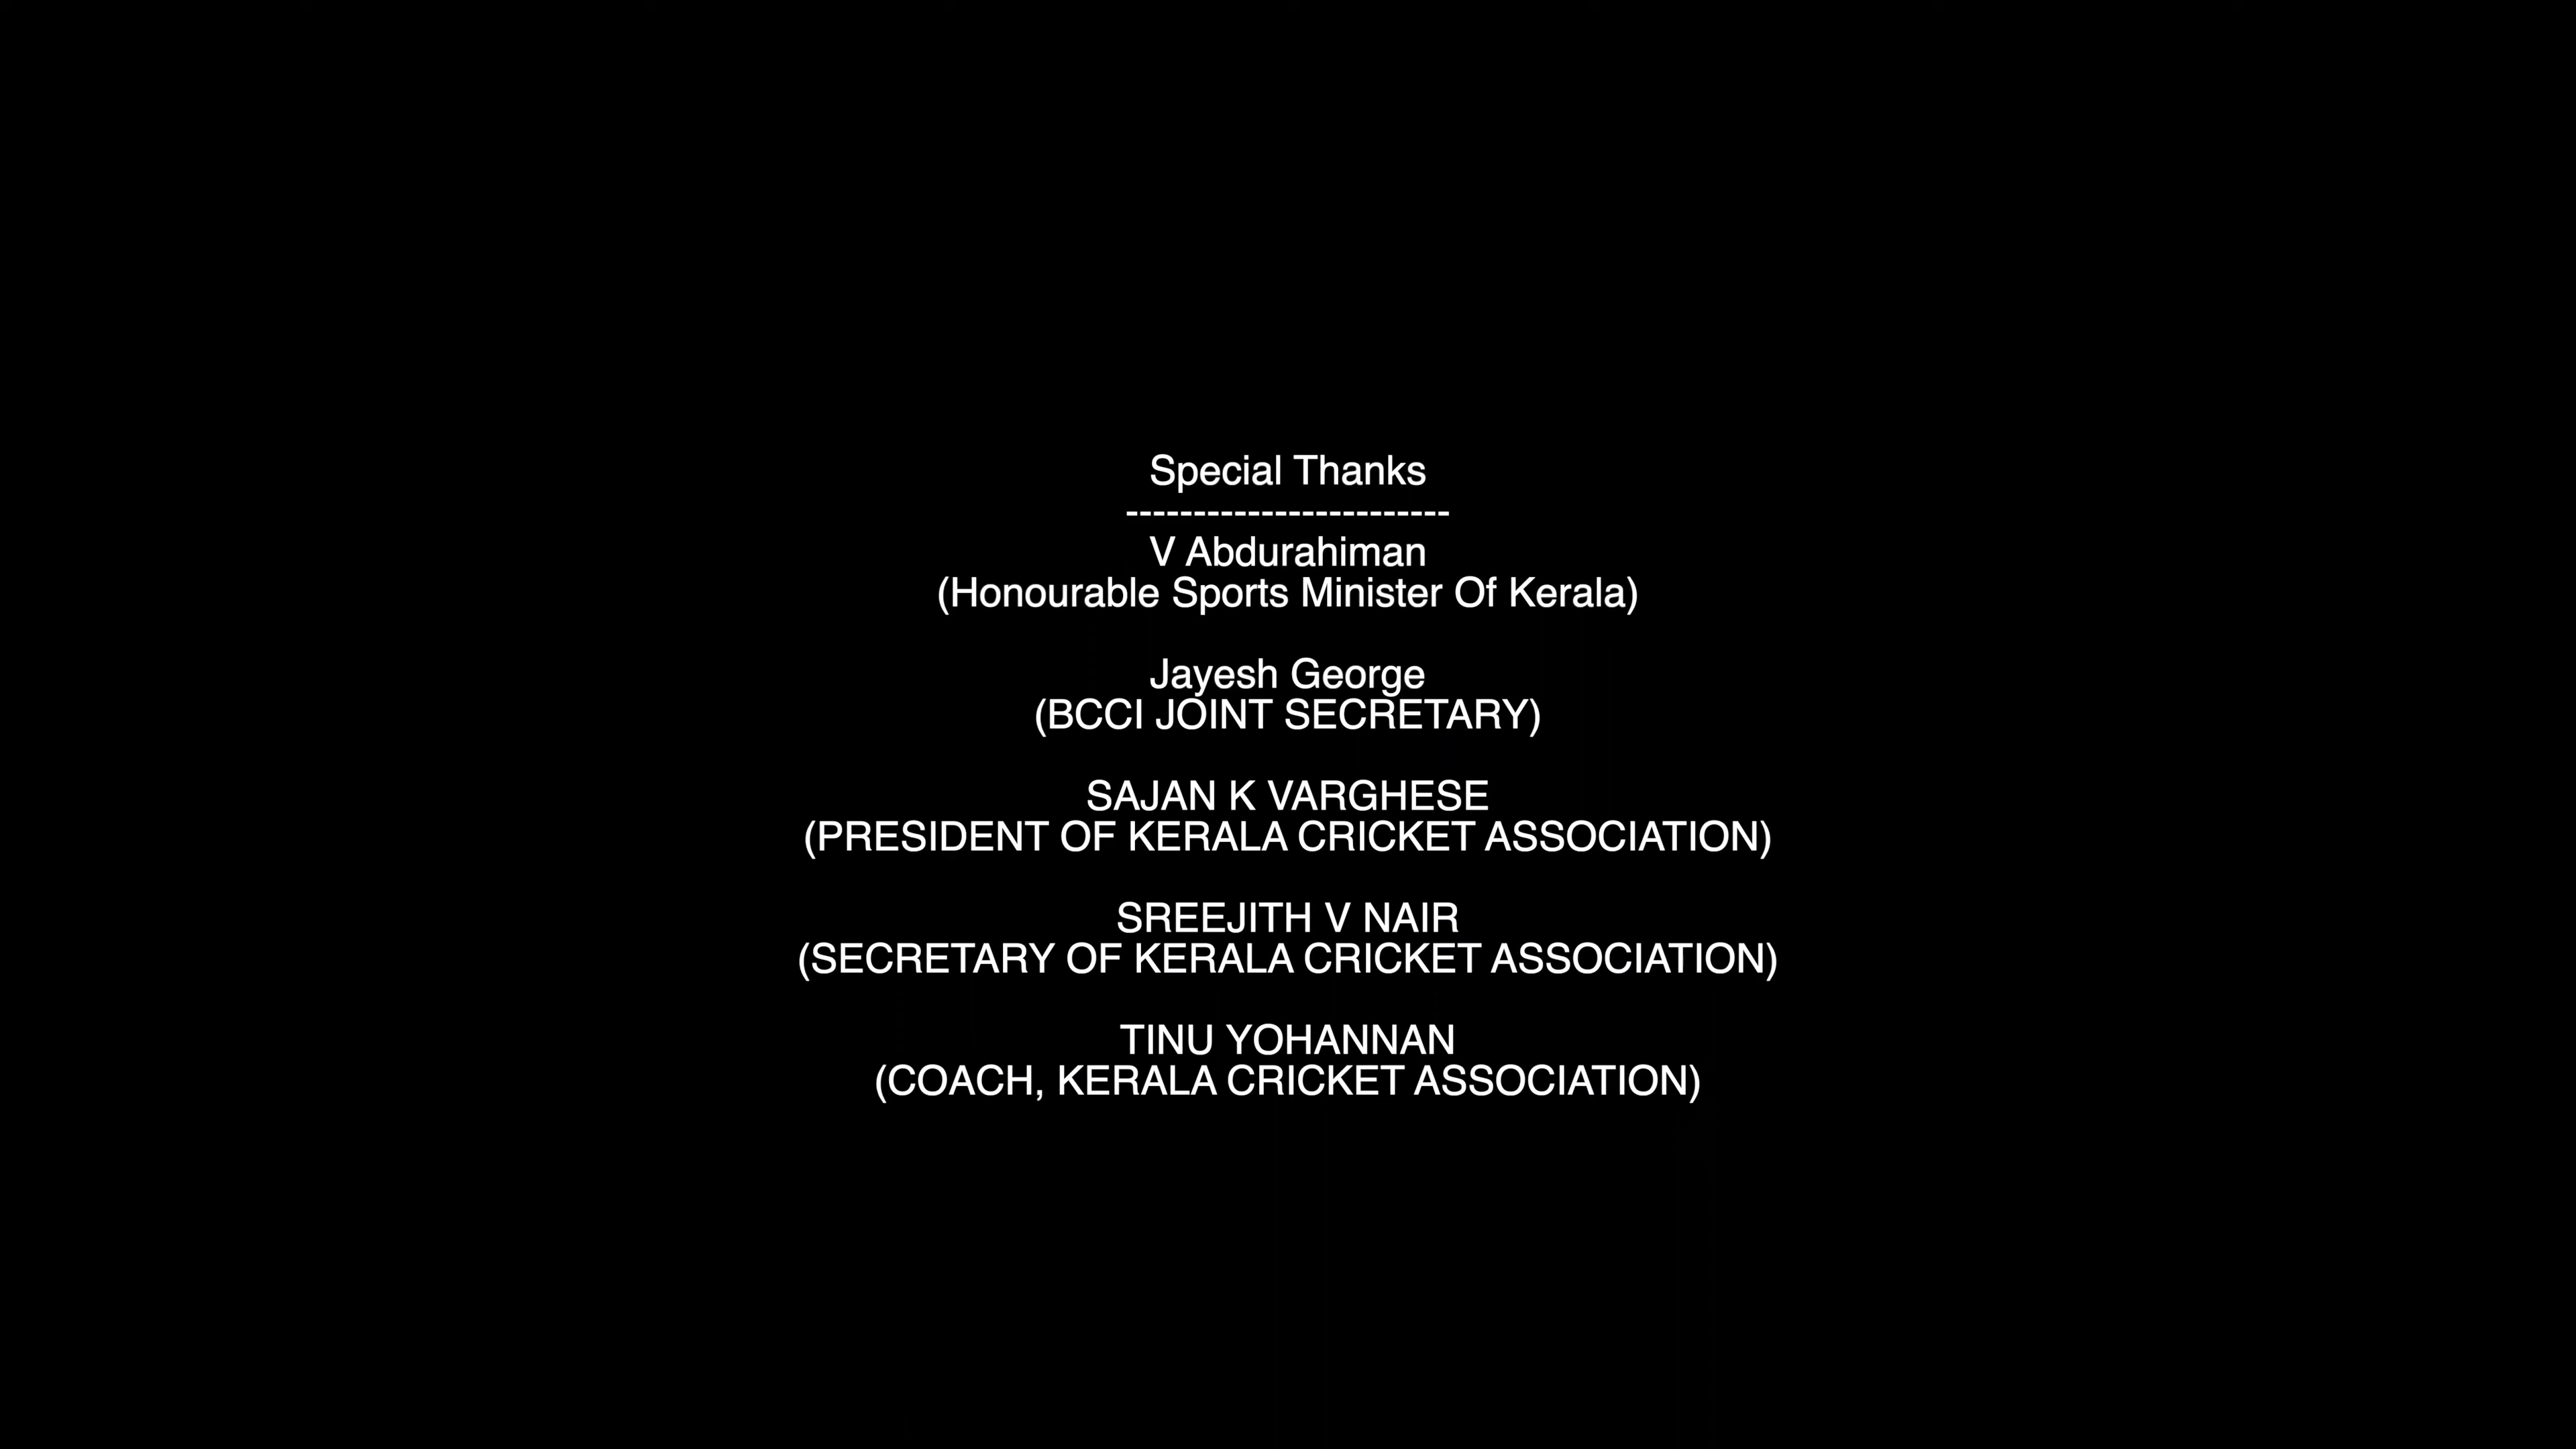 Special Thanks
------------------------
V Abdurahiman
(Honourable Sports Minister Of Kerala)
Jayesh George
(BCCI JOINT SECRETARY)
SAJAN K VARGHESE
(PRESIDENT OF KERALA CRICKET ASSOCIATION)
SREEJITH V NAIR
(SECRETARY OF KERALA CRICKET ASSOCIATION)
TINU YOHANNAN
(COACH, KERALA CRICKET ASSOCIATION)